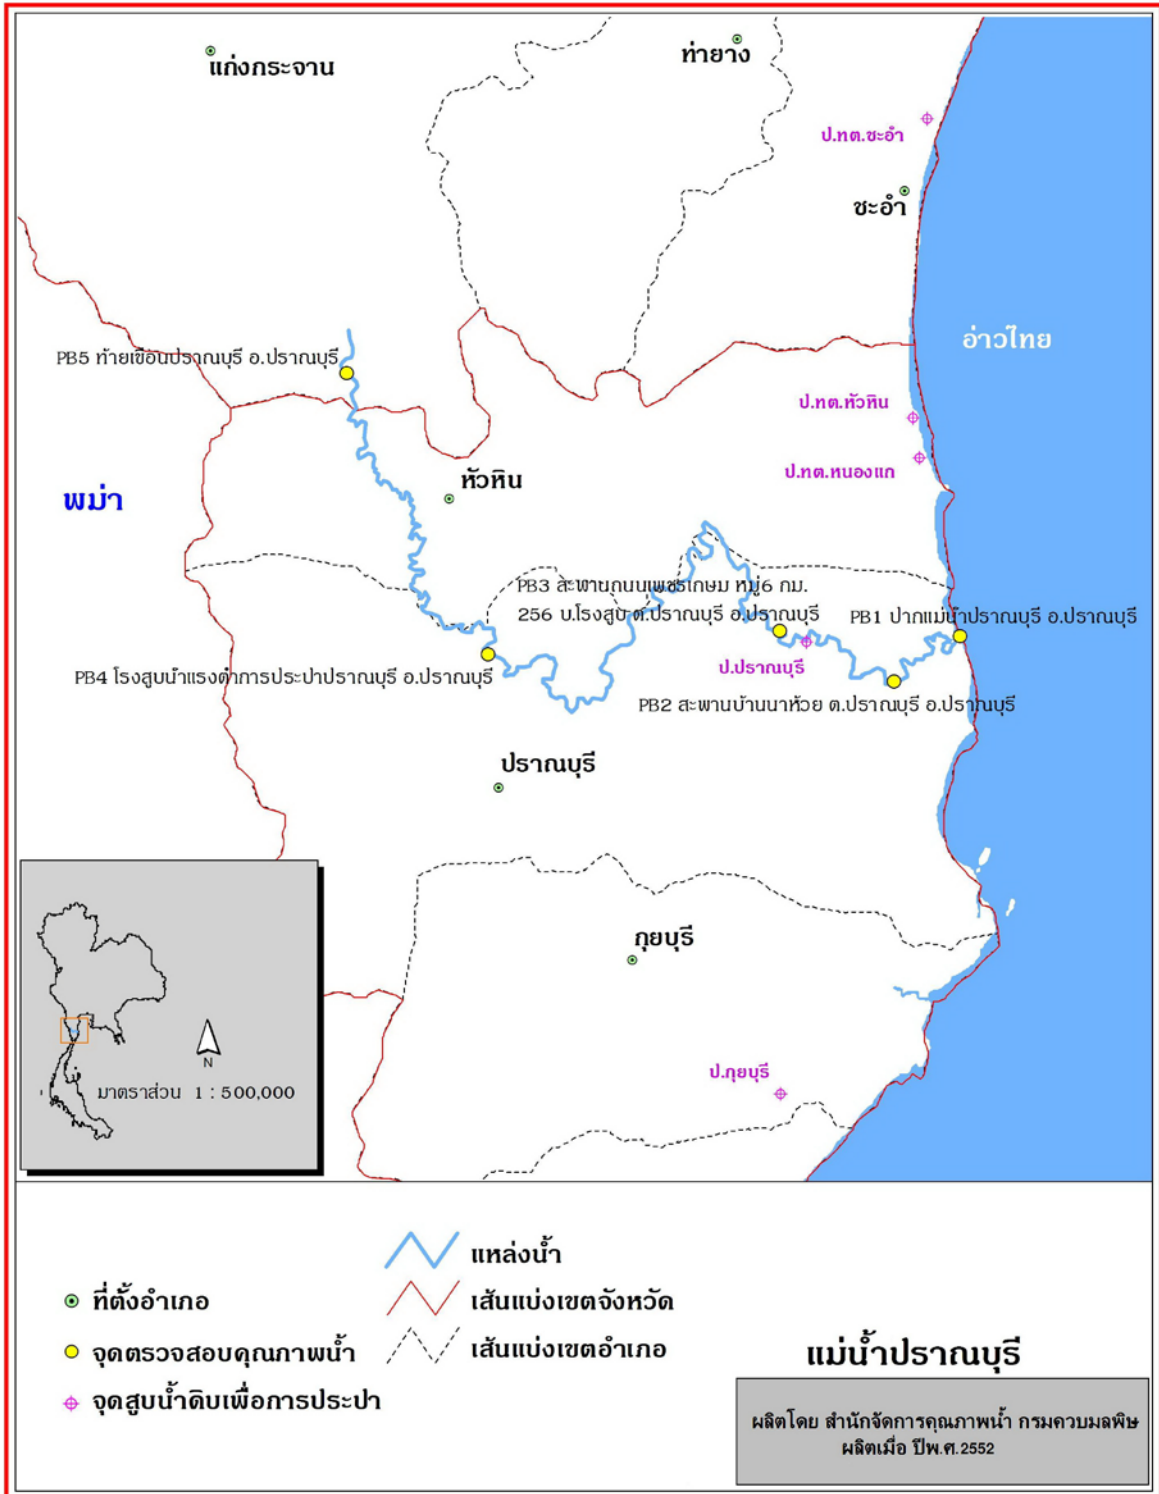 แก่งกระจาน
ท่ายาง
ป.ทต.ชะอำ
ชะอำ
อ่าวไทย
PB5 ท้ายเขื่อนปราณบุรี อ.ปราณบุรี
ป.ทต.หัวหิน
ป.ทต.หนองแก
หัวหิน
พม่า
PB3 สะพานถนนเพชรเกษม หมู่6 กม.
256 บ.โรงสูบ ต.ปราณบุรี อ.ปราณบุรี
PB1 ปากแม่น้ำปราณบุรี อ.ปราณบุรี
ป.ปราณบุรี
PB4 โรงสูบน้ำแรงต่ำการประปาปราณบุรี อ.ปราณบุรี
PB2 สะพานบ้านนาห้วย ต.ปราณบุรี อ.ปราณบุรี
ปราณบุรี
กุยบุรี
N
มาตราส่วน 1 : 500,000
ป.กุยบุรี
แหล่งน้ำ
ที่ตั้งอำเภอ
เส้นแบ่งเขตจังหวัด
จุดตรวจสอบคุณภาพน้ำ
เส้นแบ่งเขตอำเภอ
จุดสูบน้ำดิบเพื่อการประปา
แม่น้ำปราณบุรี
ผลิตโดย สำนักจัดการคุณภาพน้ำ กรมควบมลพิษ
ผลิตเมื่อ ปีพ.ศ.2552